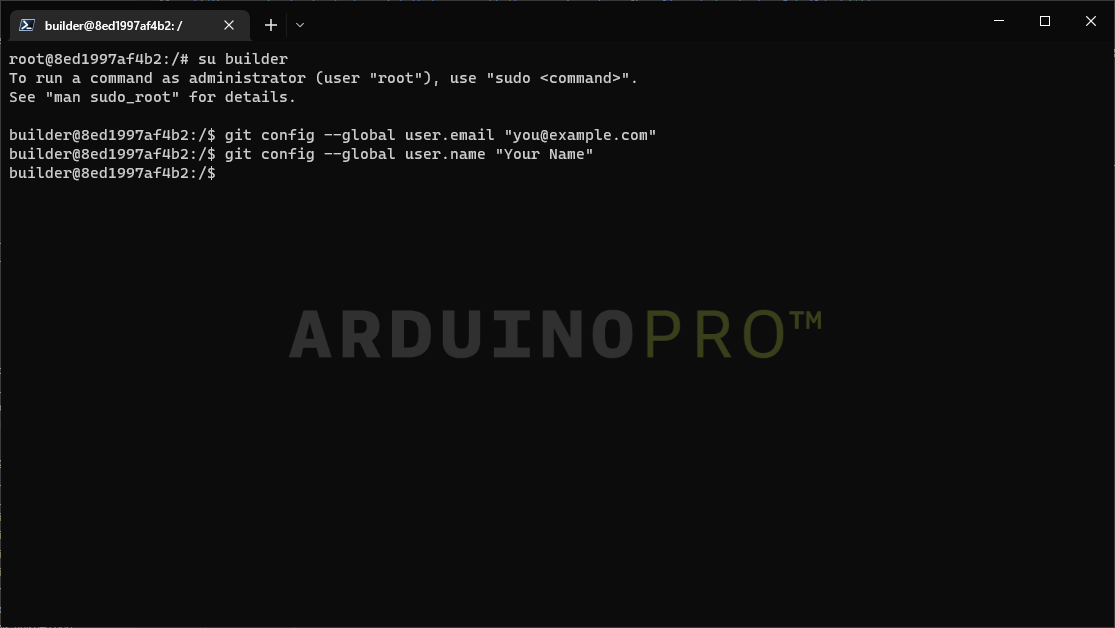 builder@8ed1997af4b2: /
root@8ed1997af4b2:/# su builder
To run a command as administrator (user "root"), use "sudo <command>".
See "man sudo_root" for details.
builder@8ed1997af4b2:/$ git config --global user.email "you@example.com"
builder@8ed1997af4b2:/$ git config --global user.name "Your Name"
builder@8ed1997af4b2:/$
ARDUINOPRO™